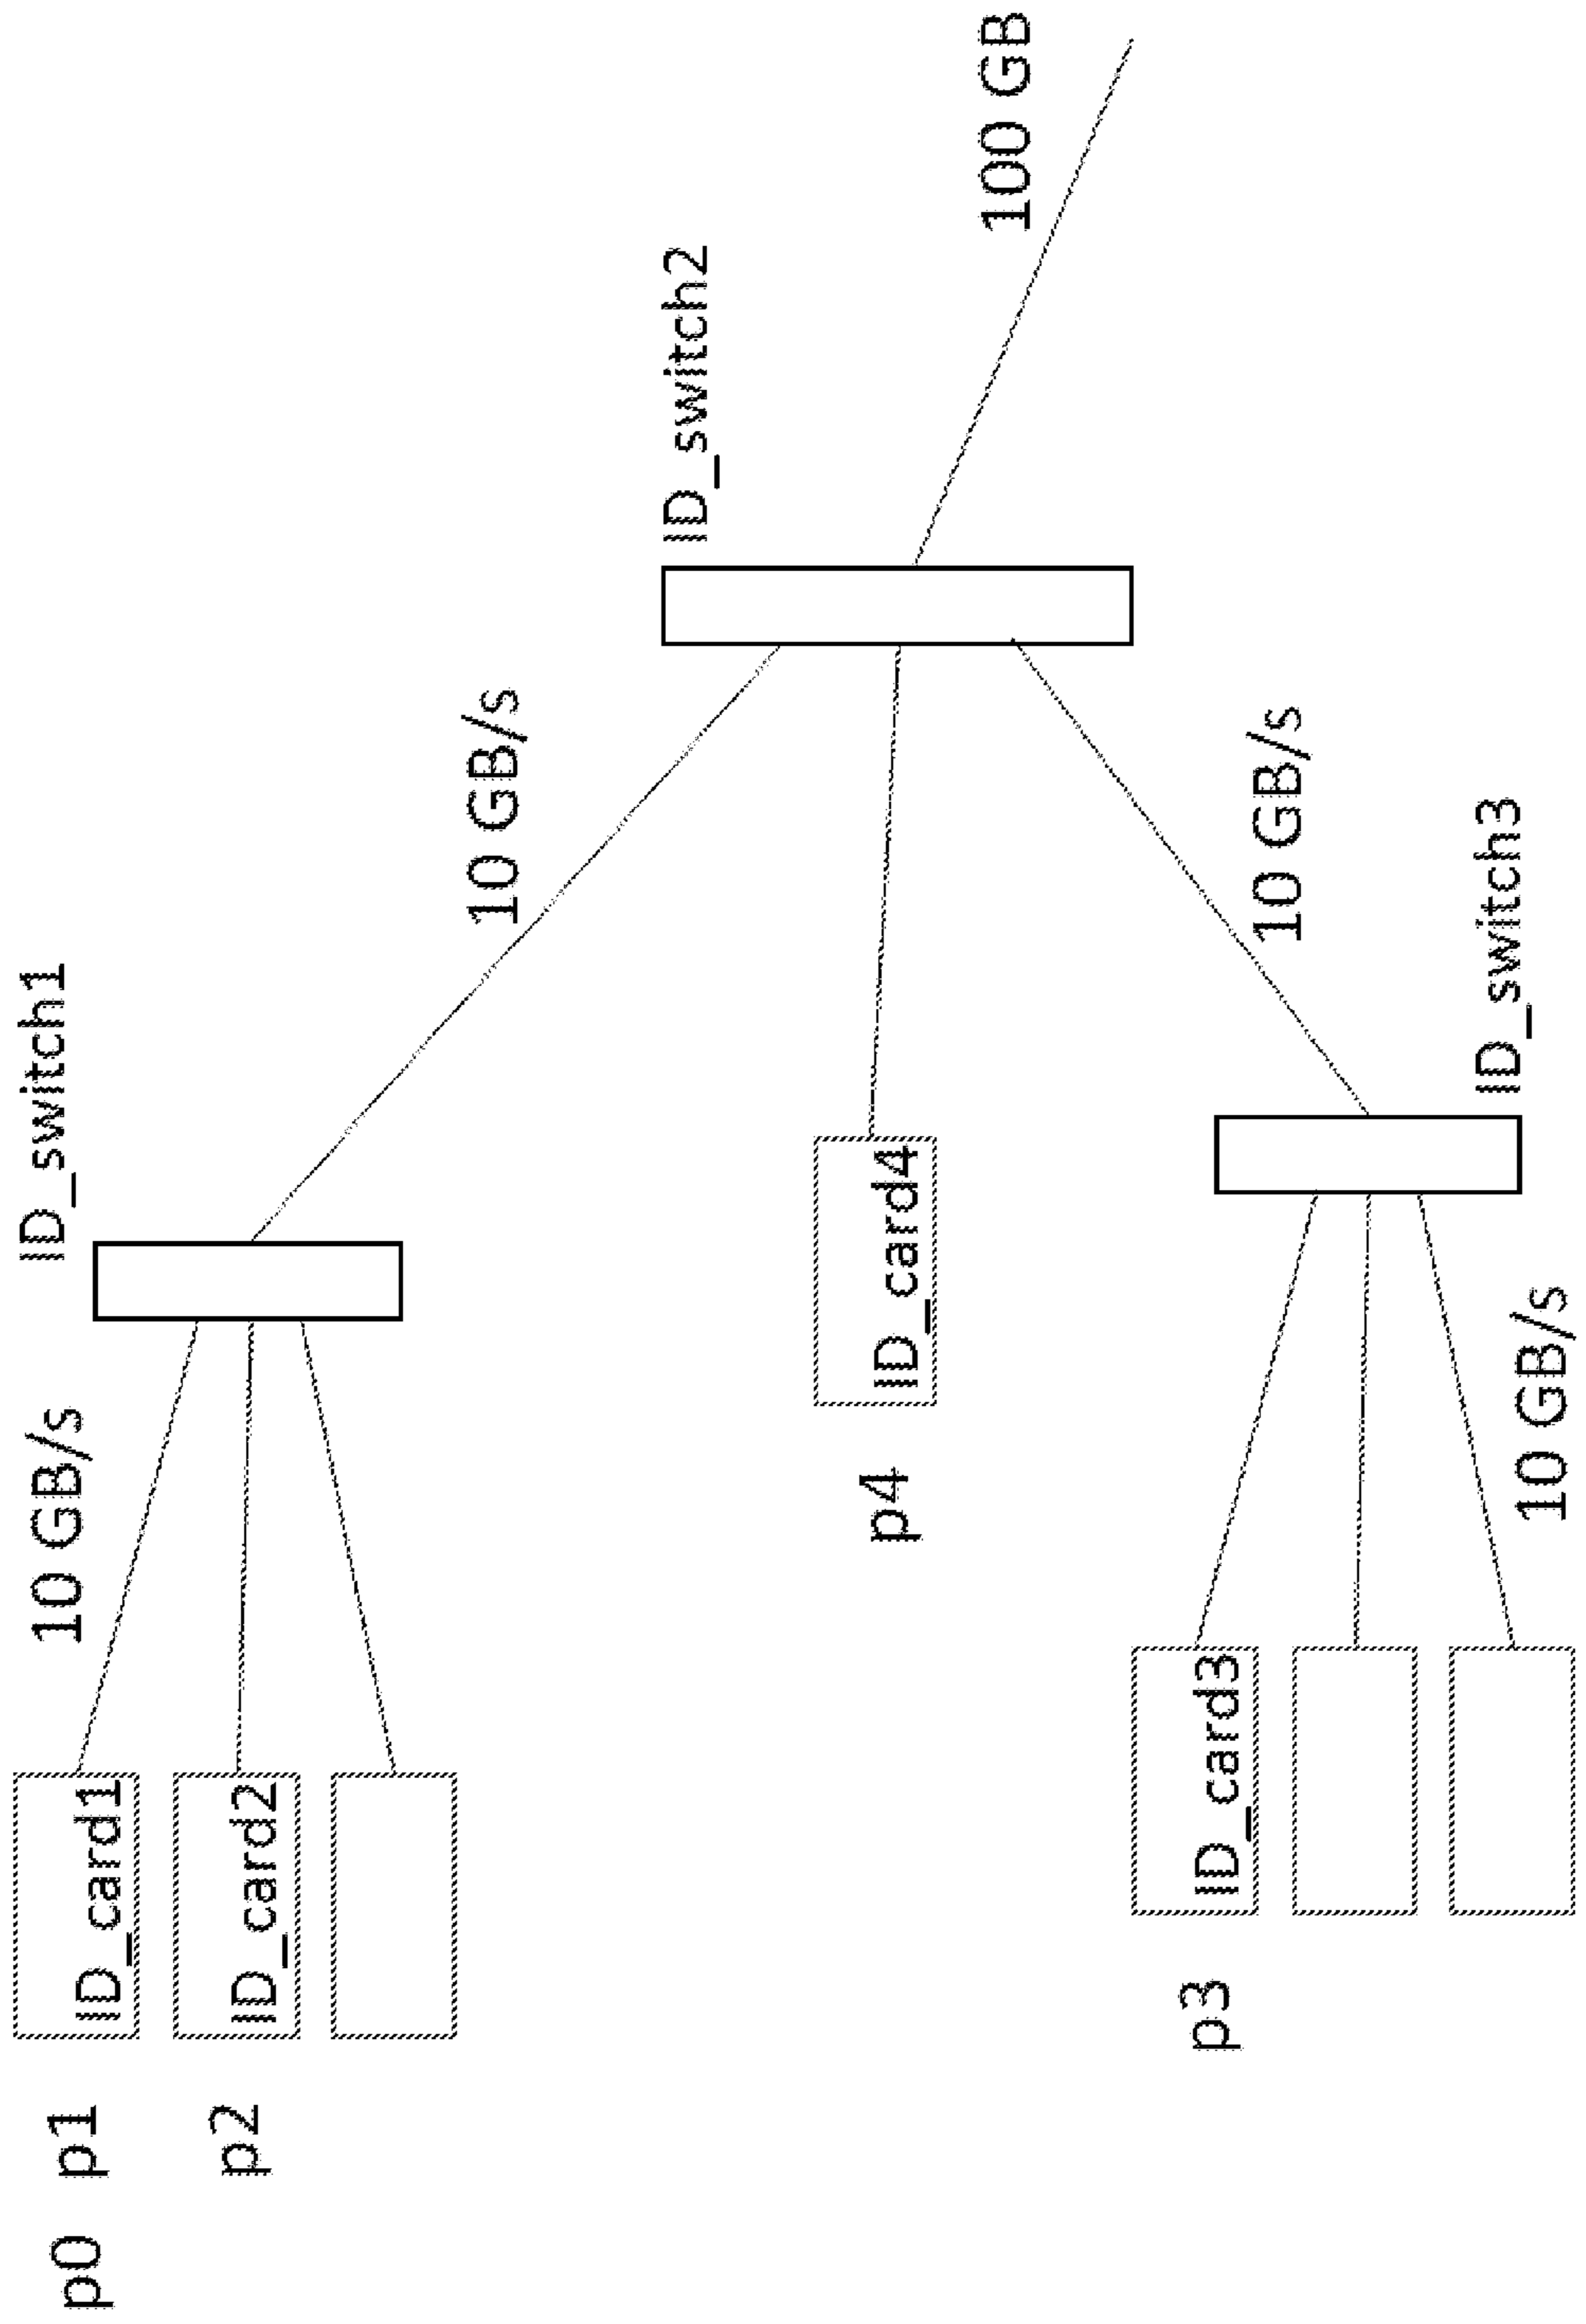 ID_switch1
10 GB/s
p0 p1
ID_card1
p2
ID_card2
10 GB/s
ID_switch2
p4
ID_card4
100 GB
p3
ID_card3
10 GB/s
ID_switch3
10 GB/s